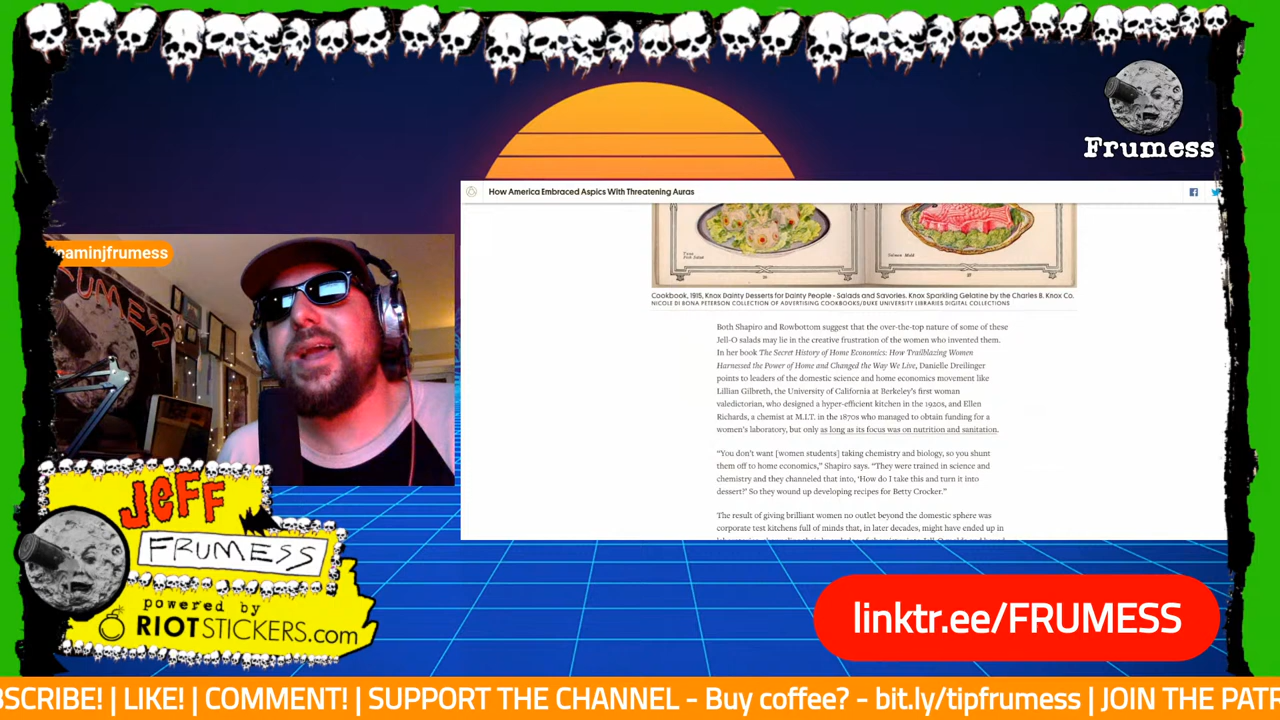 Frumess
How America Embraced Aspics With Threatening Auras
aminjfrumess
FRUMESS
Cookbook, 1915, Knox Dainty Desserts for Dainty People - Salads and Savories, Knox Sparkling Gelatine by the Charles B. Knox Co.
NICOLE DI BONA PETERSON COLLECTION OF ADVERTISING COOKBOOKS/DUKE UNIVERSITY LIBRARIES DIGITAL COLLECTIONS
Both Shapiro and Rowbottom suggest that the over-the-top nature of some of these
Jell-O salads may lie in the creative frustration of the women who invented them.
In her book The Secret History of Home Economics: How Trailblazing Women
Harnessed the Power of Home and Changed the Way We Live, Danielle Dreilinger
points to leaders of the domestic science and home economics movement like
Lillian Gilbreth, the University of California at Berkeley's first woman
valedictorian, who designed a hyper-efficient kitchen in the 1920s, and Ellen
Richards, a chemist at M.I.T. in the 1870s who managed to obtain funding for a
women's laboratory, but only as long as its focus was on nutrition and sanitation.
“You don't want [women students] taking chemistry and biology, so you shunt
them off to home economics,” Shapiro says. “They were trained in science and
chemistry and they channeled that into, ‘How do I take this and turn it into
dessert?’ So they wound up developing recipes for Betty Crocker.”
The result of giving brilliant women no outlet beyond the domestic sphere was
corporate test kitchens full of minds that, in later decades, might have ended up in
JEFF
FRUMESS
powered by
RIOTSTICKERS.com
linktr.ee/FRUMESS
BSCRIBE! | LIKE! | COMMENT! | SUPPORT THE CHANNEL - Buy coffee? - bit.ly/tipfrumess | JOIN THE PATR